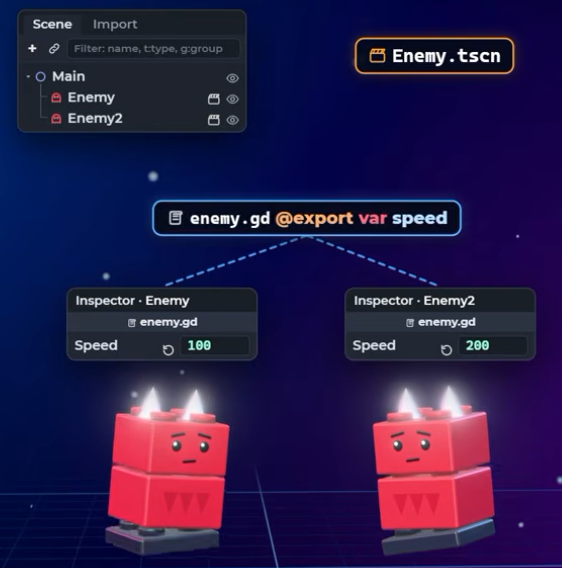 Scene Import
Filter: name, t:type, g:group
Main
Enemy
Enemy2
Enemy.tscn
enemy.gd @export var speed
Inspector · Enemy
enemy.gd
Speed 100
Inspector · Enemy2
enemy.gd
Speed 200